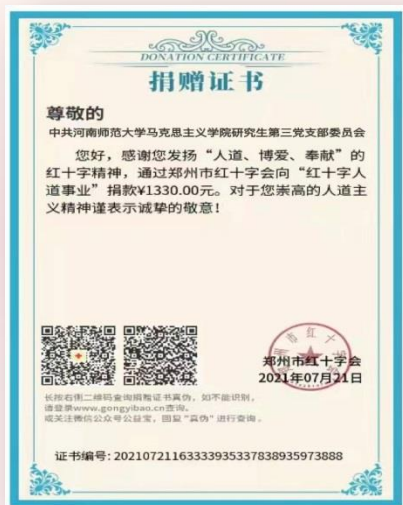 DONATION CERTIFICATE
捐赠证书
尊敬的
中共河南师范大学马克思主义学院研究生第三党支部委员会
您好，感谢您发扬“人道、博爱、奉献”的
红十字精神，通过郑州市红十字会向“红十字人
道事业”捐款¥1330.00元。对于您崇高的人道主
义精神谨表示诚挚的敬意！
郑州市红十字会
2021年07月21日
长按右侧二维码查询捐赠证书真伪，如不能识别，
请登录www.gongyibao.cn查询。
或关注微信公众号公益宝，回复“真伪”进行查询。
证书编号: 20210721163333935337838935973888